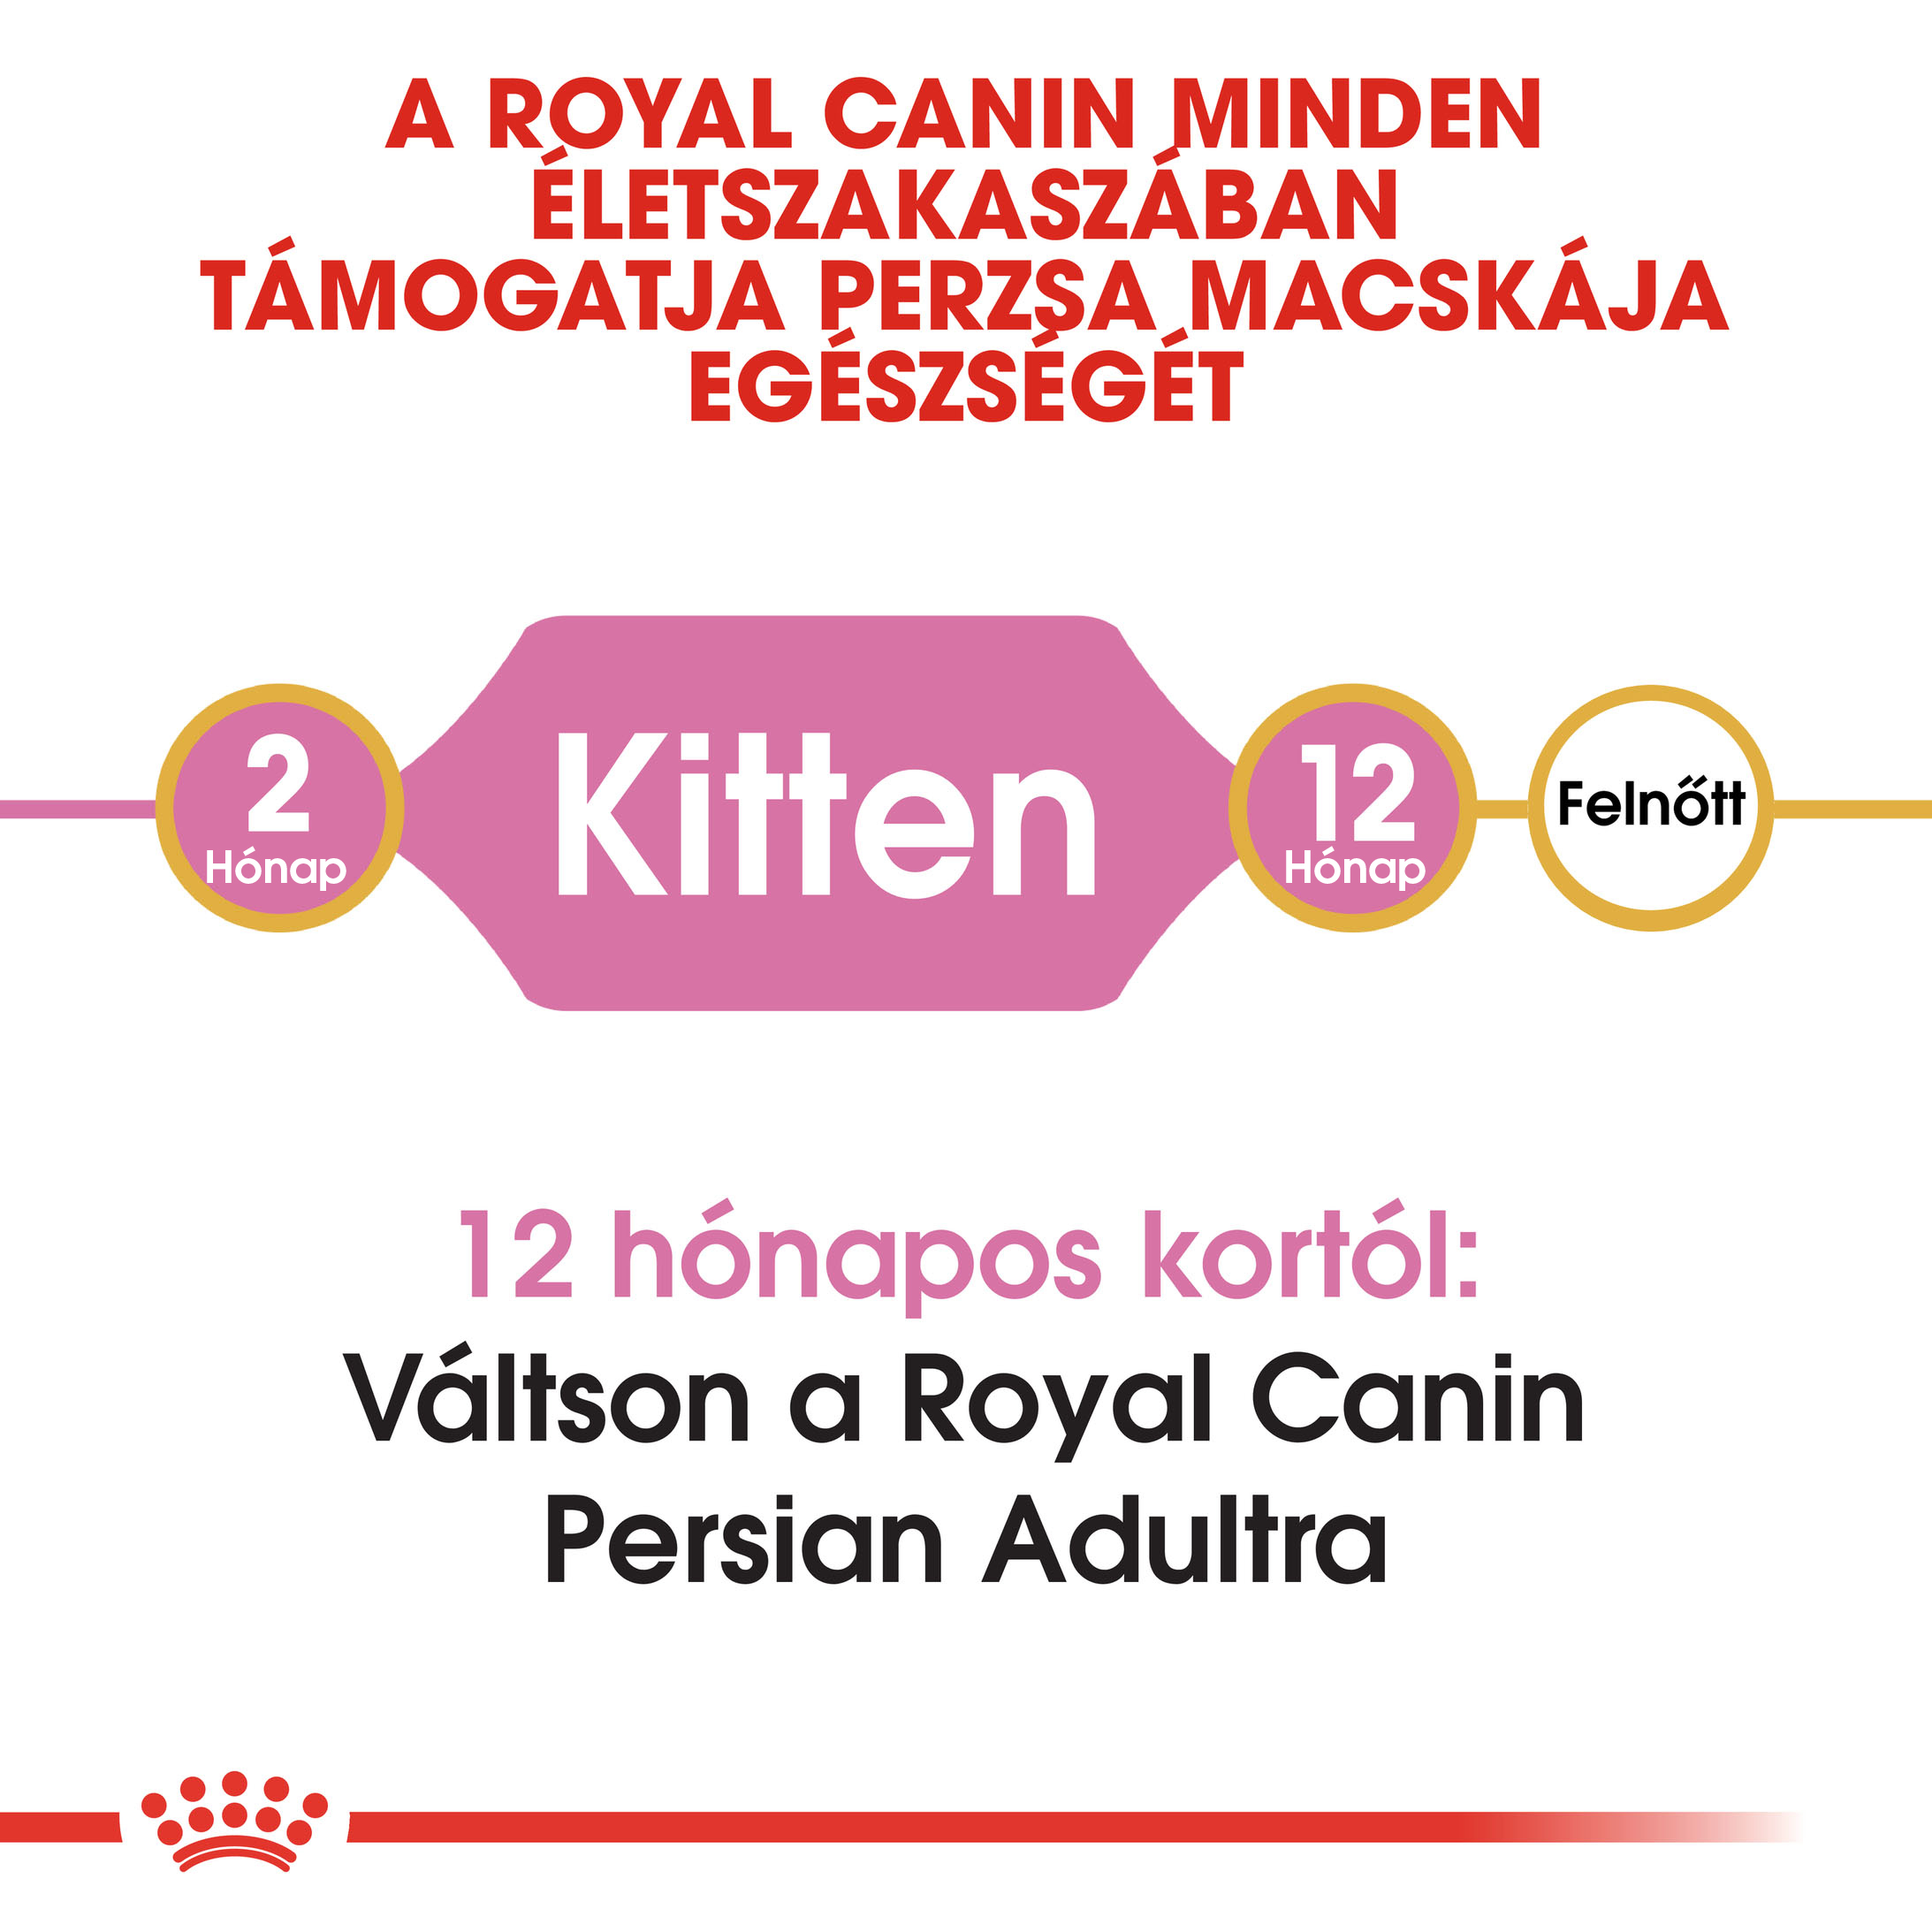 A ROYAL CANIN MINDEN
ÉLETSZAKASZÁBAN
TÁMOGATJA PERZSA MACSKÁJA
EGÉSZSÉGÉT
2
Hónap
Kitten
12
Hónap
Felnőtt
12 hónapos kortól:
Váltson a Royal Canin
Persian Adultra